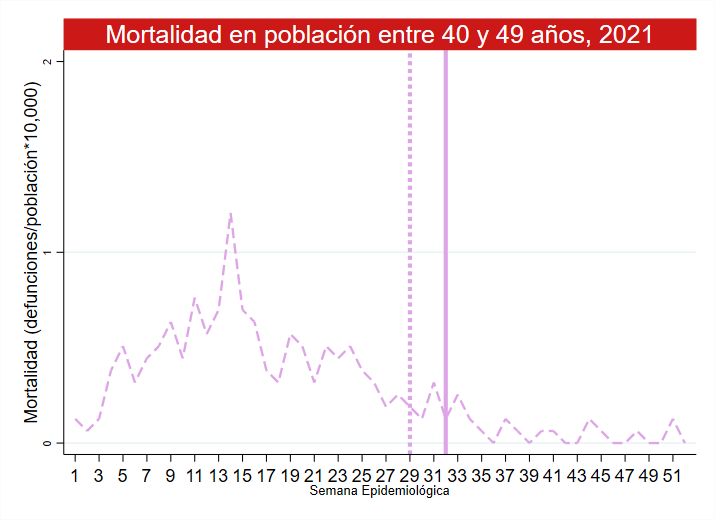 Mortalidad en población entre 40 y 49 años, 2021
Mortalidad (defunciones/población*10,000)
2
1
0
1 3 5 7 9 11 13 15 17 19 21 23 25 27 29 31 33 35 37 39 41 43 45 47 49 51
Semana Epidemiológica